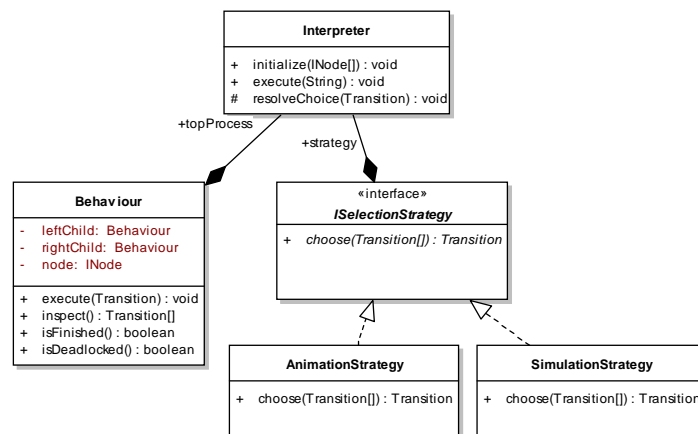 Interpreter
+ initialize(INode[]) : void
+ execute(String) : void
# resolveChoice(Transition) : void
+topProcess
+strategy
Behaviour
- leftChild: Behaviour
- rightChild: Behaviour
- node: INode
+ execute(Transition) : void
+ inspect() : Transition[]
+ isFinished() : boolean
+ isDeadlocked() : boolean
«interface»
ISelectionStrategy
+ choose(Transition[]) : Transition
AnimationStrategy
+ choose(Transition[]) : Transition
SimulationStrategy
+ choose(Transition[]) : Transition